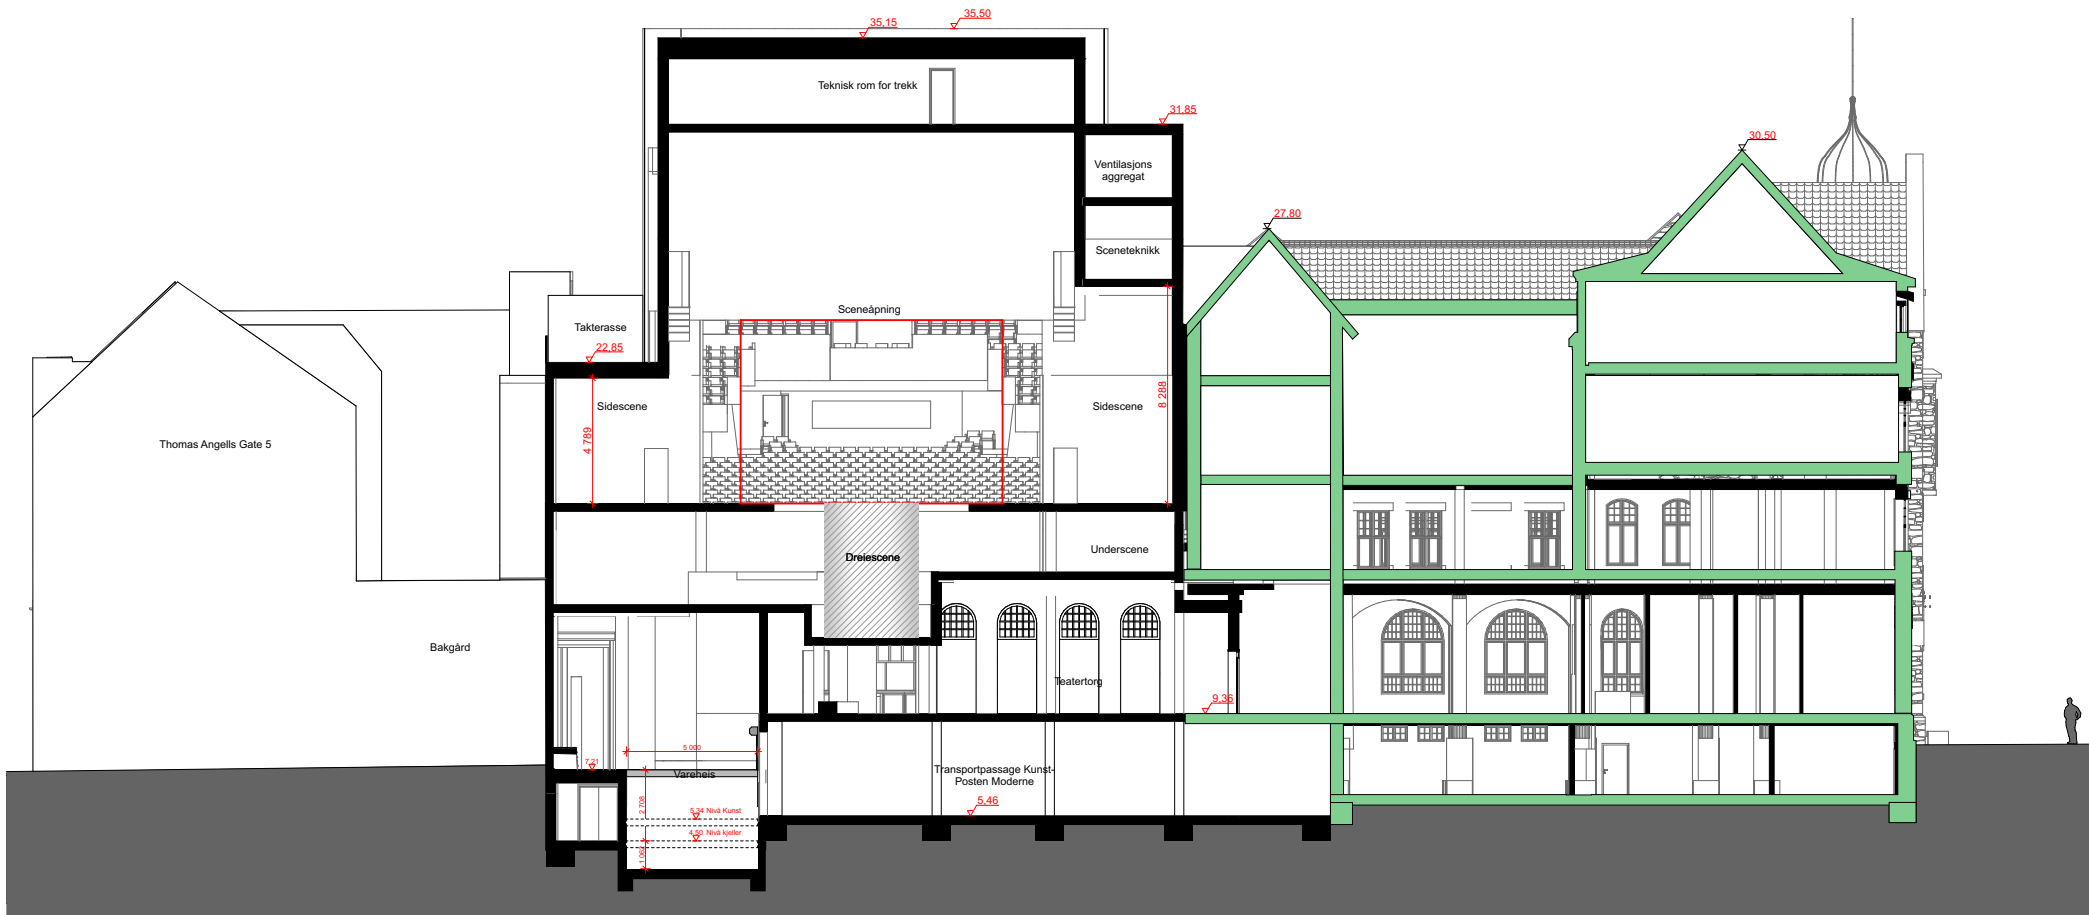 35,50
35,15
Teknisk rom for trekk
31,85
30,50
Ventilasjons
aggregat
27,80
Sceneteknikk
Sceneåpning
Takterasse
22,85
Sidescene
Sidescene
8 288
4 789
Thomas Angells Gate 5
Underscene
Dreiescene
Bakgård
Teatertorg
9,36
5 000
7,21
Vareheis
Transportpassage Kunst-
Posten Moderne
2 708
5,34 Nivå Kunst
5,46
4,50 Nivå kjeller
1 062